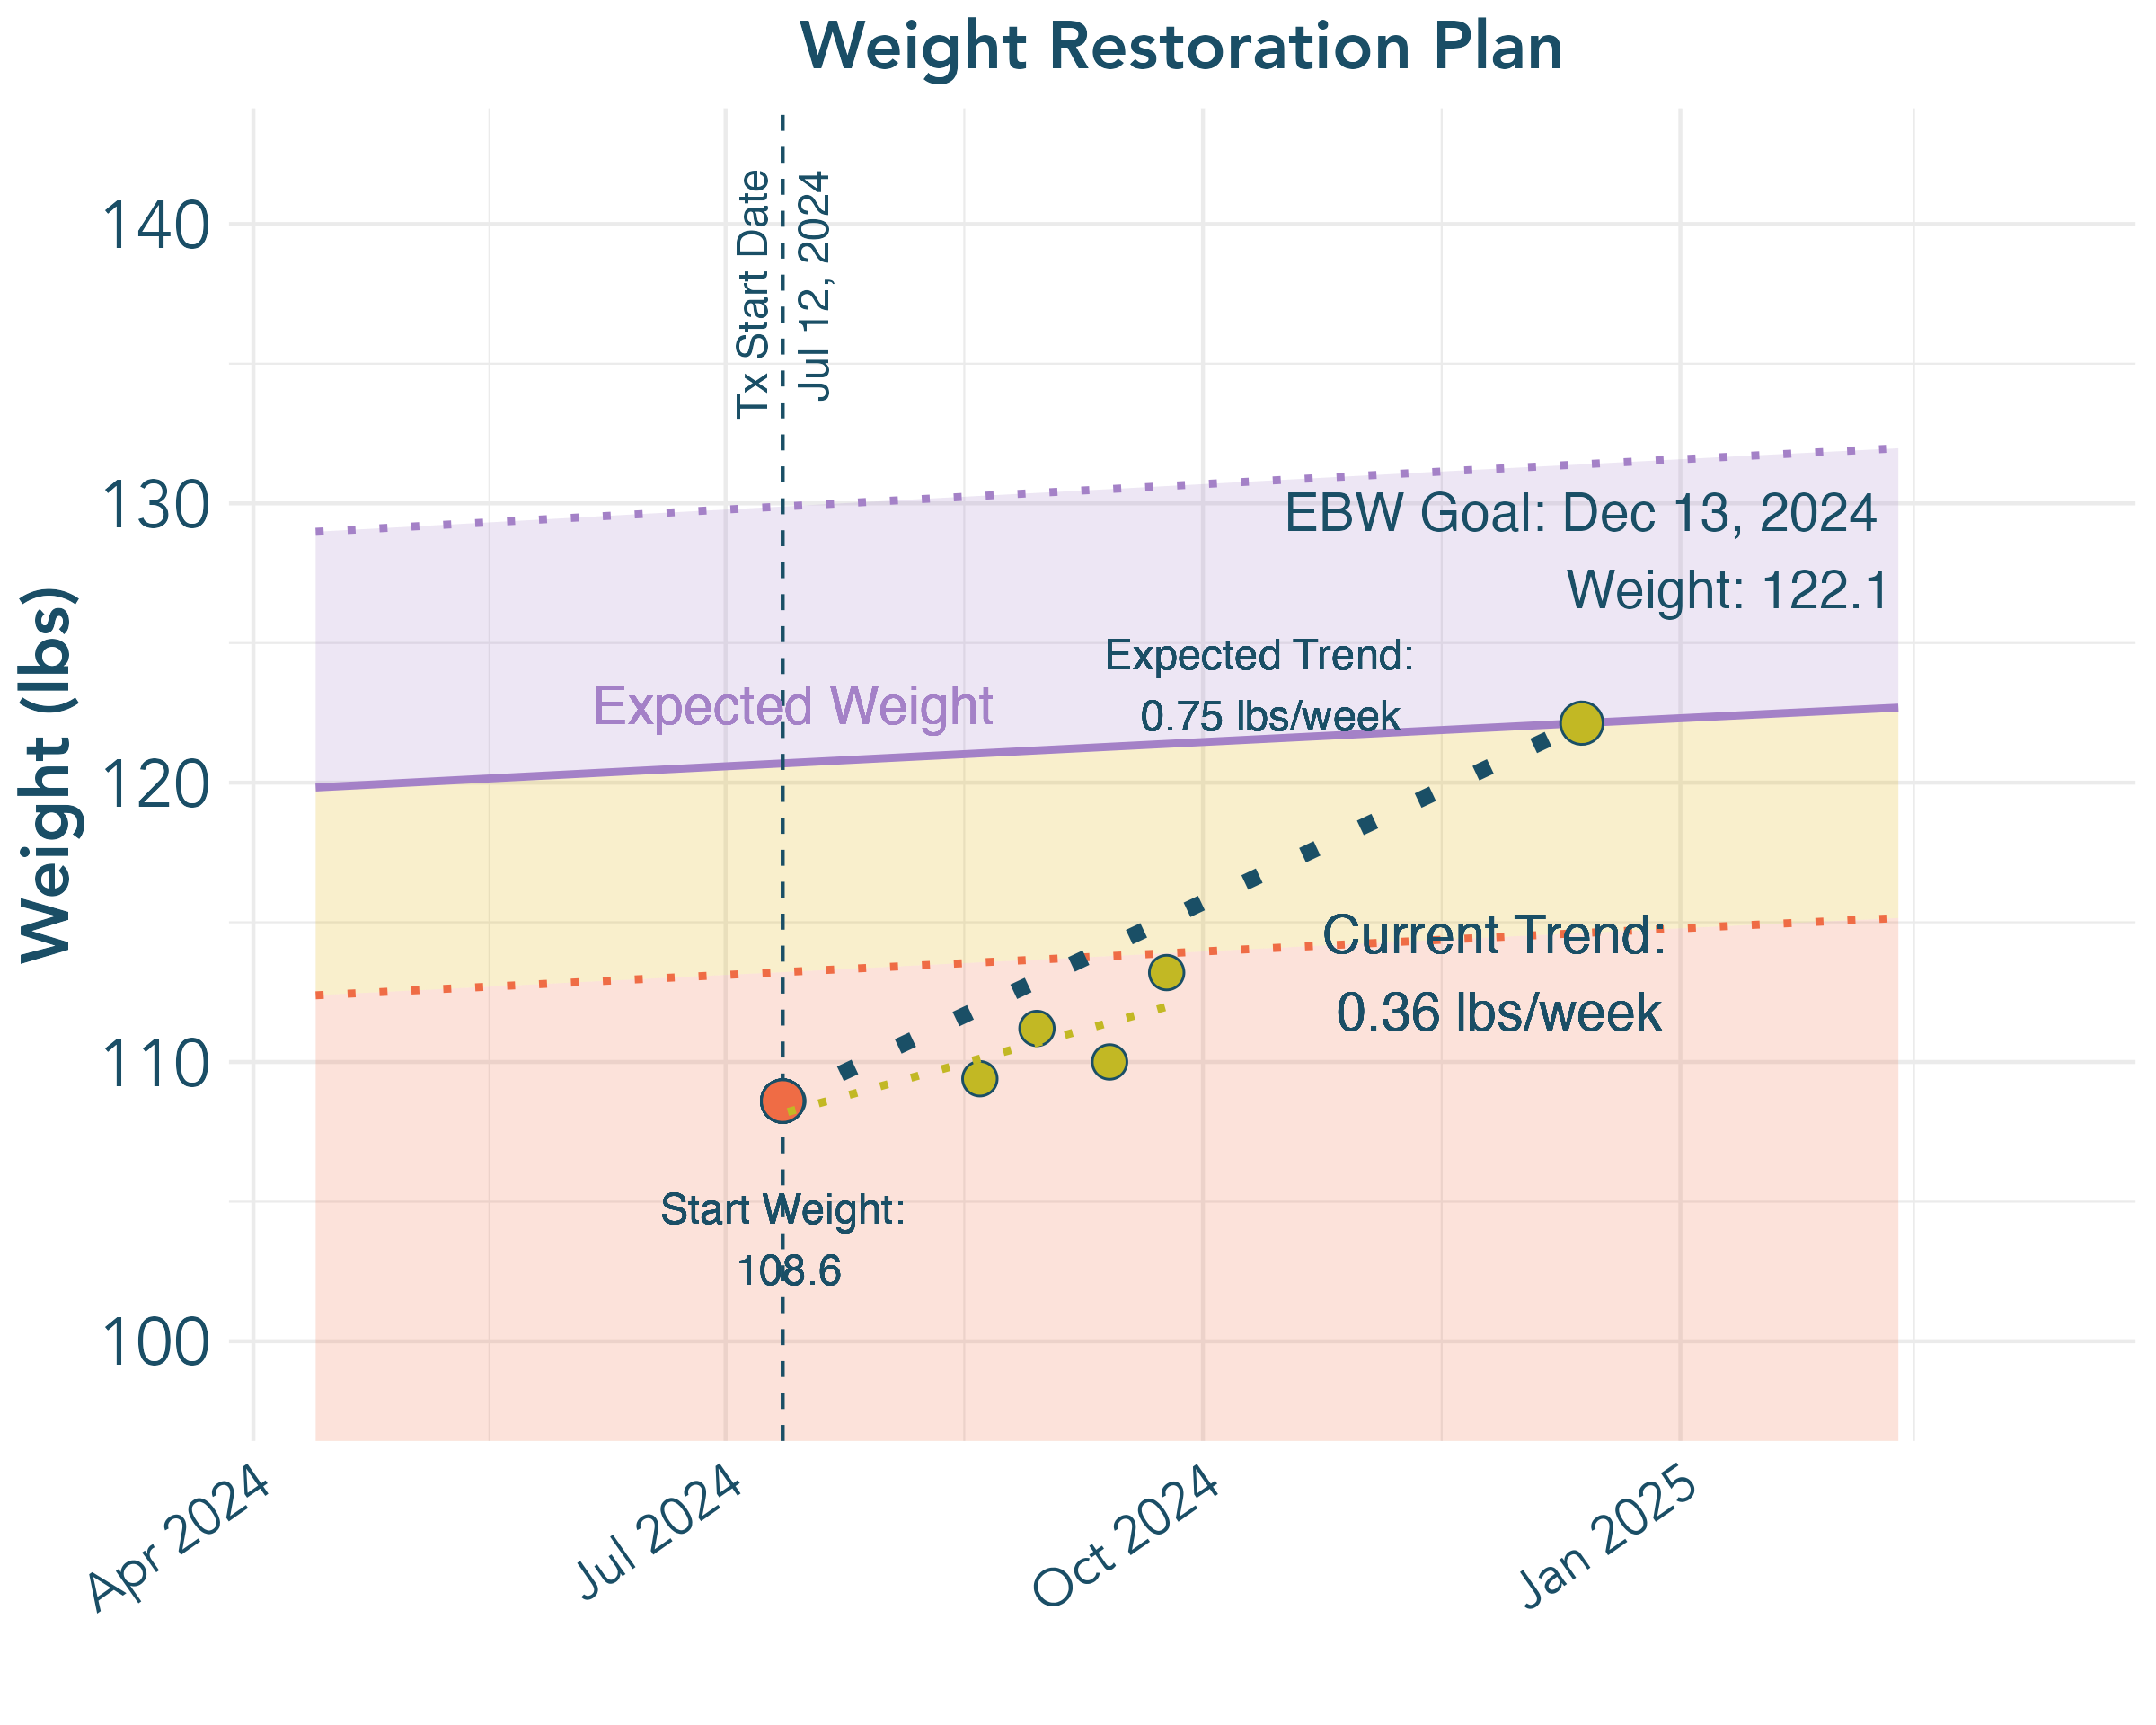 Weight Restoration Plan
Weight (lbs)
140
130
120
110
100
Tx Start Date
Jul 12, 2024
EBW Goal: Dec 13, 2024
Weight: 122.1
Expected Trend:
0.75 lbs/week
Expected Weight
Current Trend:
0.36 lbs/week
Start Weight:
108.6
Apr 2024
Jul 2024
Oct 2024
Jan 2025